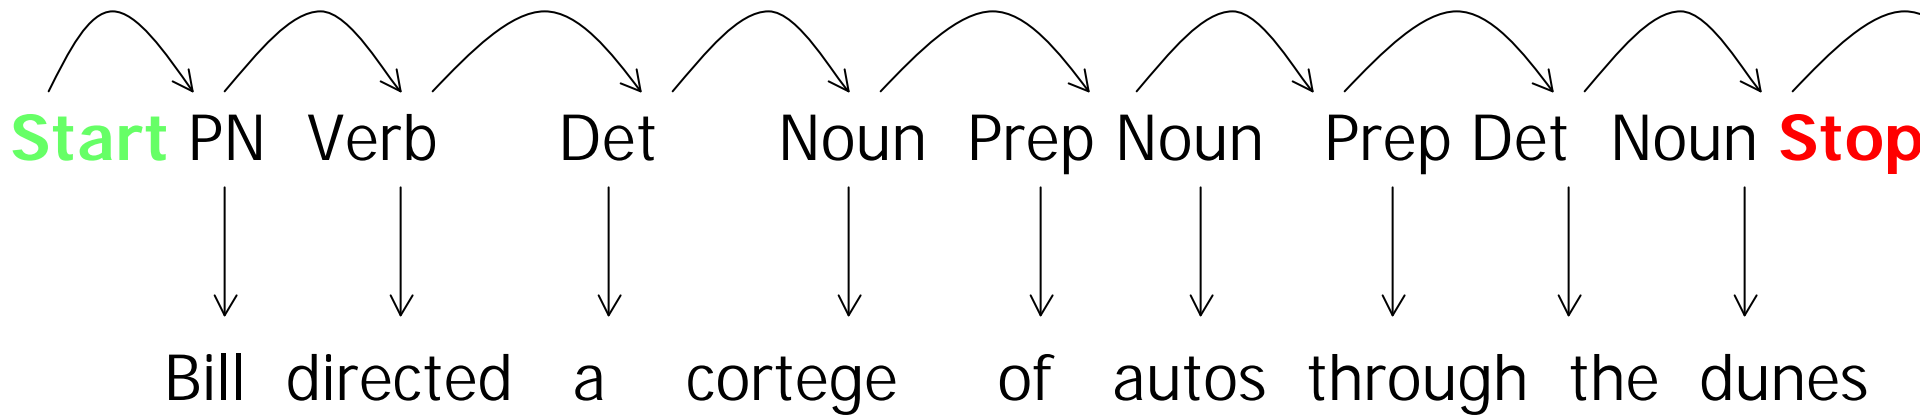 Start PN Verb Det Noun Prep Noun Prep Det Noun Stop
Bill directed a cortege of autos through the dunes